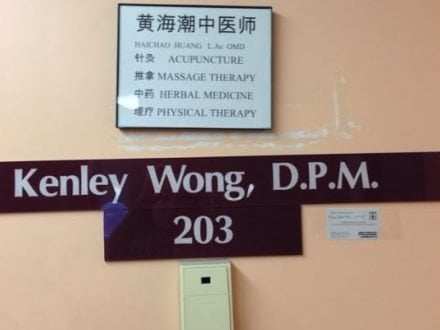 黄海潮中医师
HAICHAO HUANG L.Ac OMD
针灸 ACUPUNCTURE
推拿 MASSAGE THERAPY
中药 HERBAL MEDICINE
理疗 PHYSICAL THERAPY
Kenley Wong, D.P.M.
203